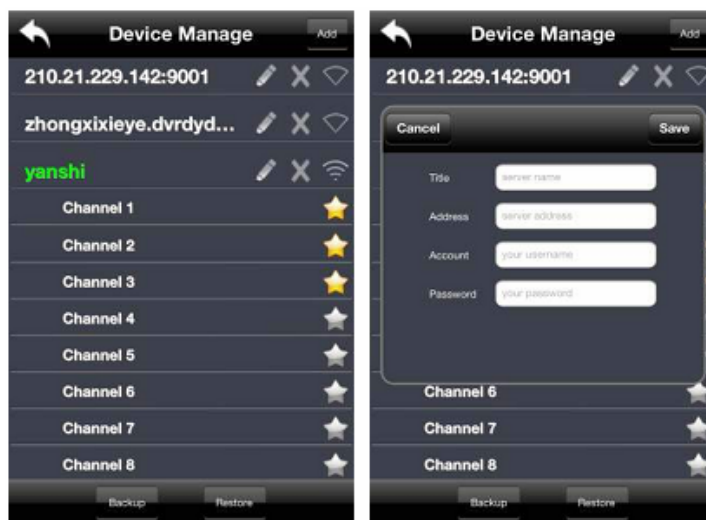 Device Manage Add
210.21.229.142:9001
zhongxixieye.dvrdyd...
yanshi
Channel 1
Channel 2
Channel 3
Channel 4
Channel 5
Channel 6
Channel 7
Channel 8
Backup Restore
Device Manage Add
210.21.229.142:9001
Cancel Save
Title server name
Address server address
Account your username
Password your password
Channel 6
Channel 7
Channel 8
Backup Restore